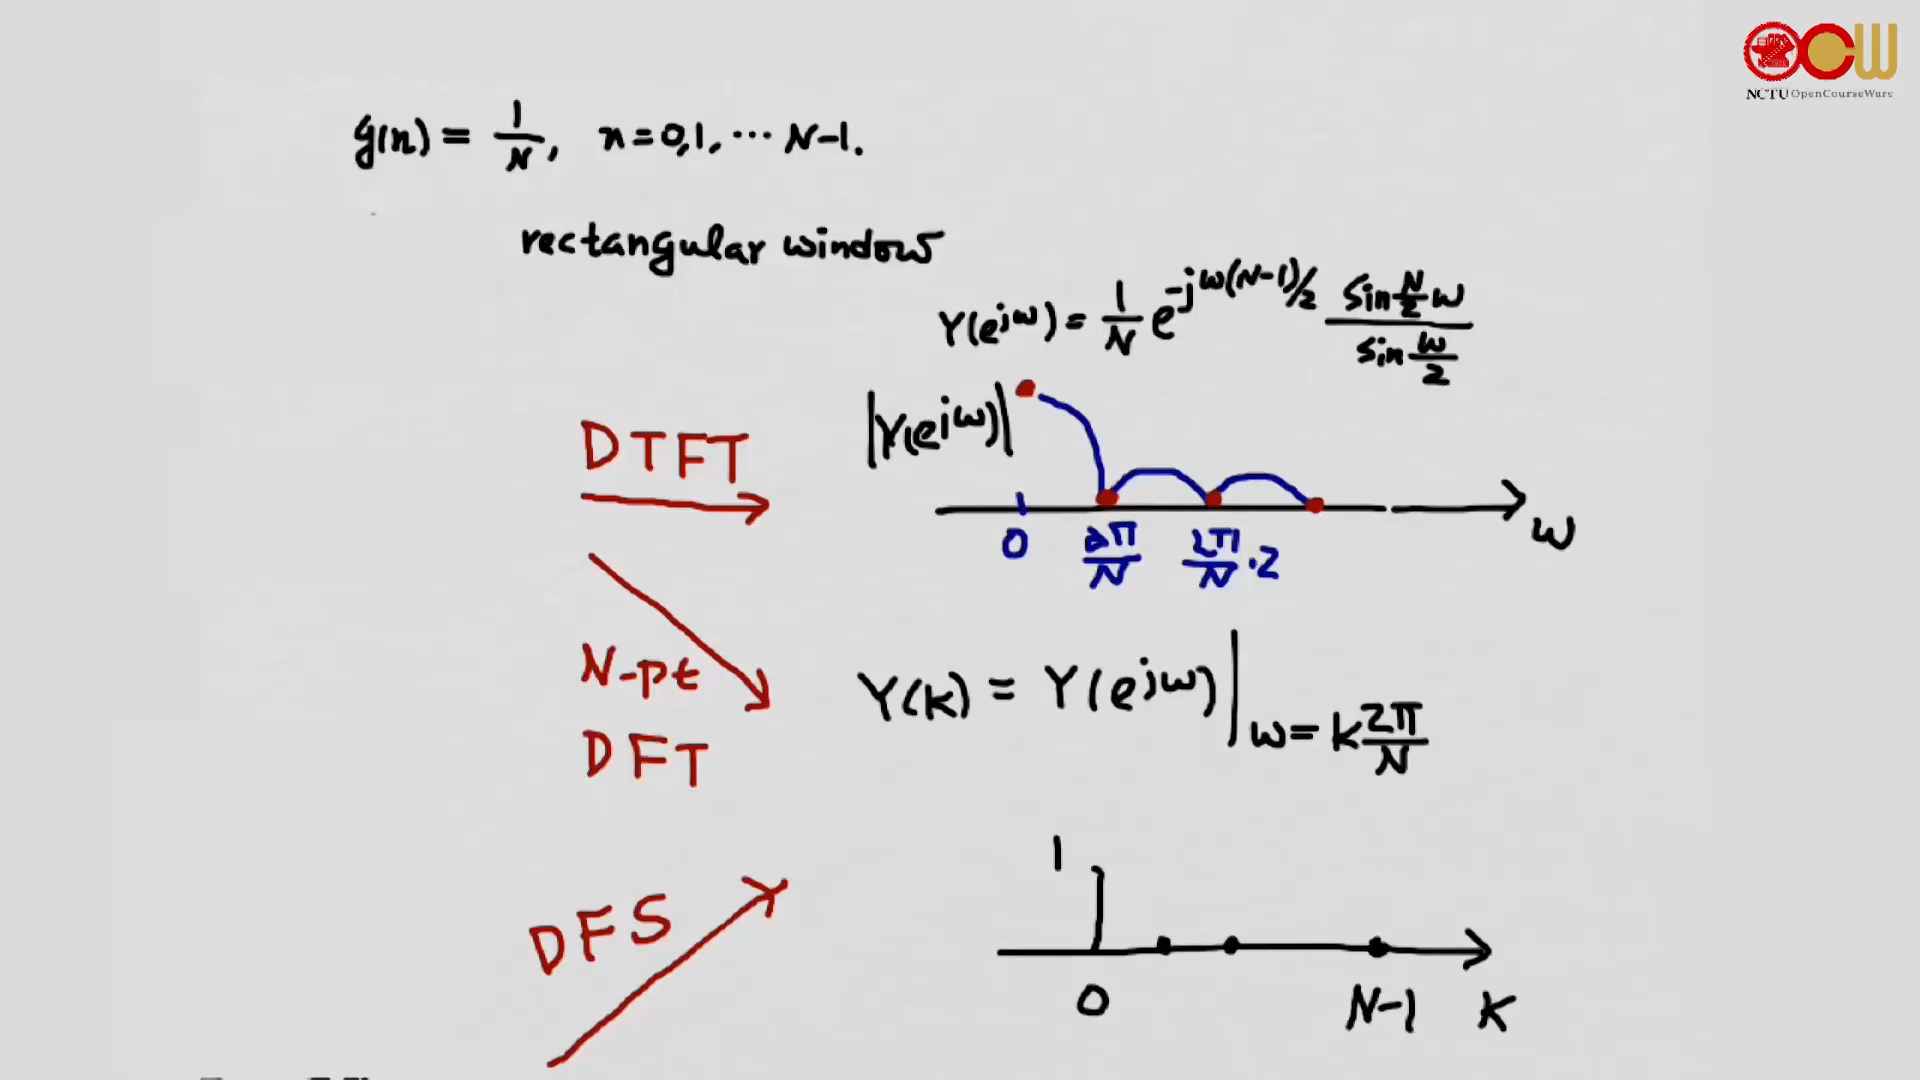 NCTU OpenCourseWare
y(n) = 1/N, n=0,1,⋯ N-1.
rectangular window
Y(e^{jω}) = 1/N e^{-jω(N-1)/2} sin N/2 ω / sin ω/2
|Y(e^{jω})|
DTFT
0 2π/N 2π/N ·2 ω
N-pt
DFT
Y(k) = Y(e^{jω})|_{ω=k 2π/N}
1
DFS
0 N-1 k